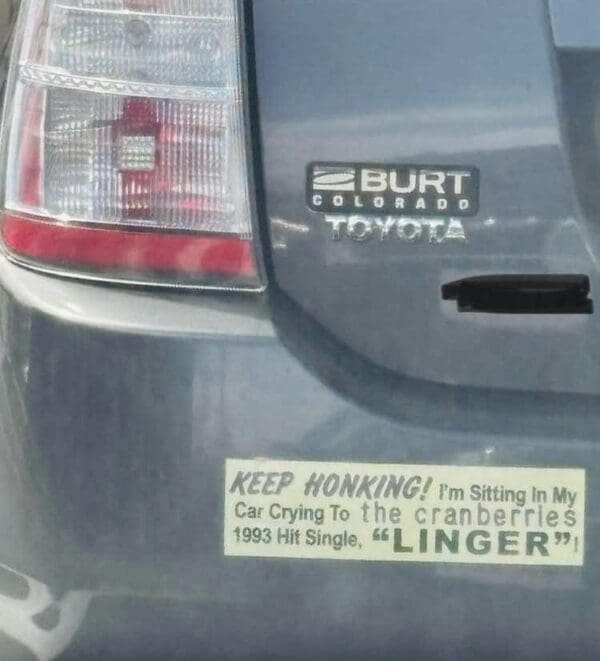 BURT
COLORADO
TOYOTA
KEEP HONKING! I'm Sitting In My
Car Crying To the cranberries
1993 Hit Single, “LINGER”!